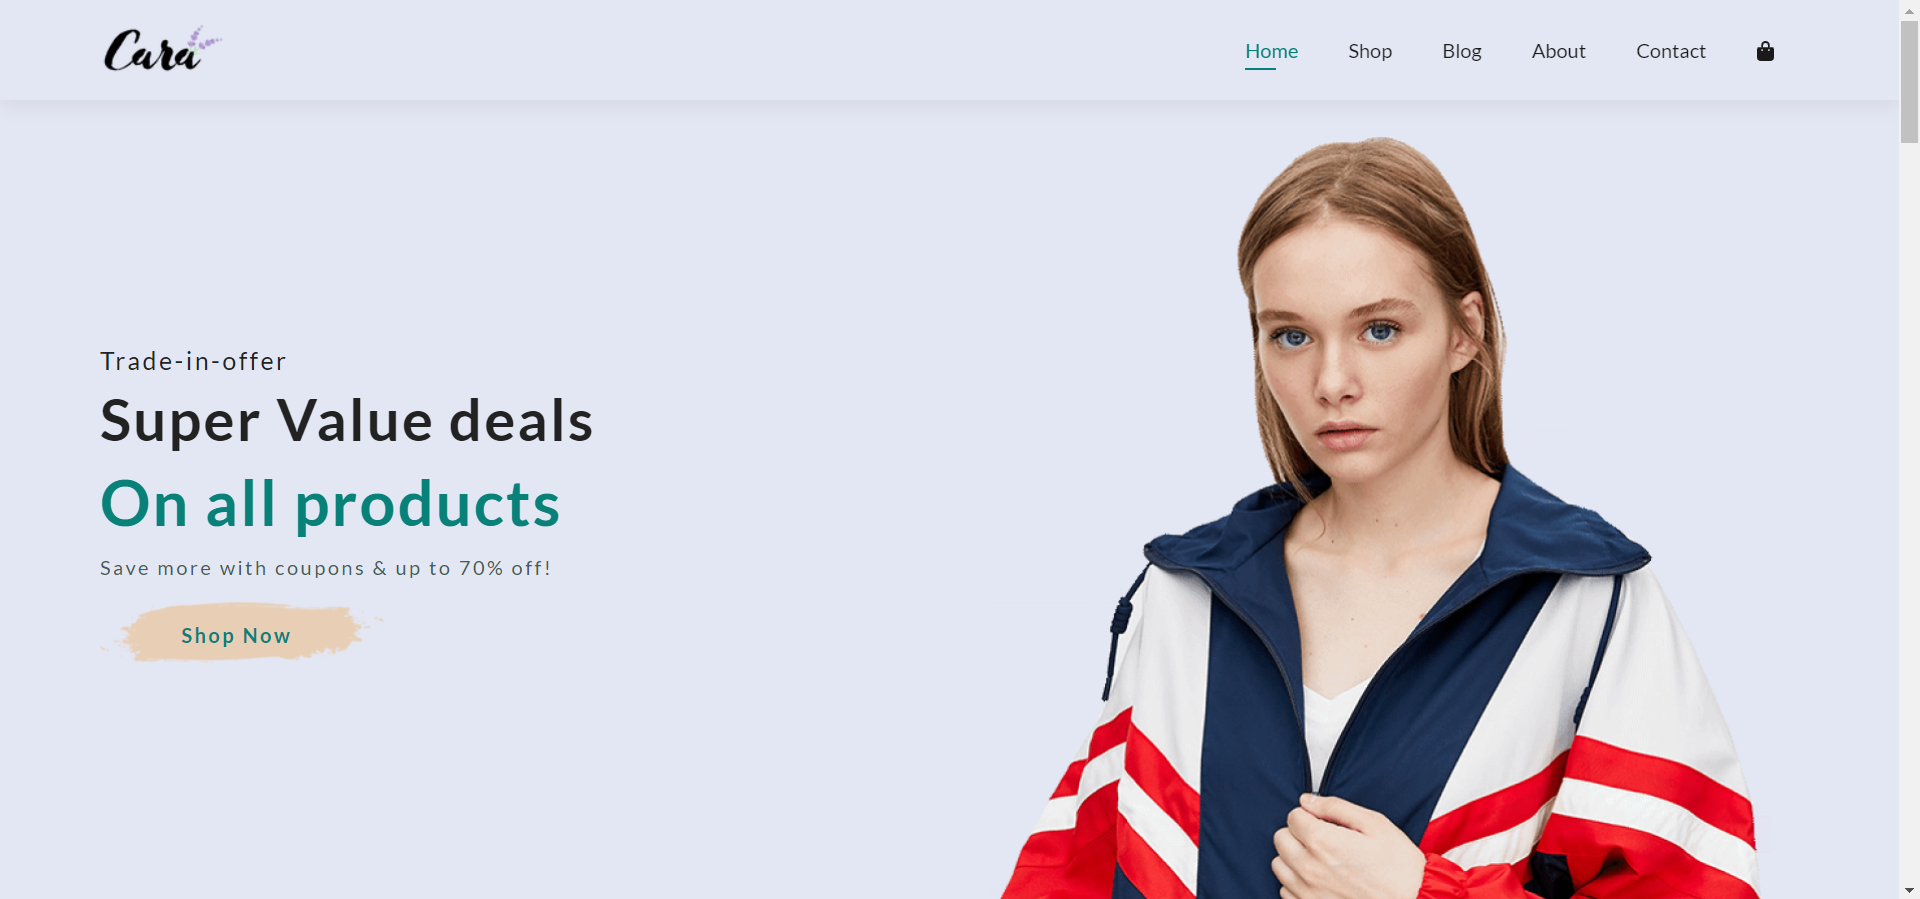 Cara
Home Shop Blog About Contact
Trade-in-offer
Super Value deals
On all products
Save more with coupons & up to 70% off!
Shop Now